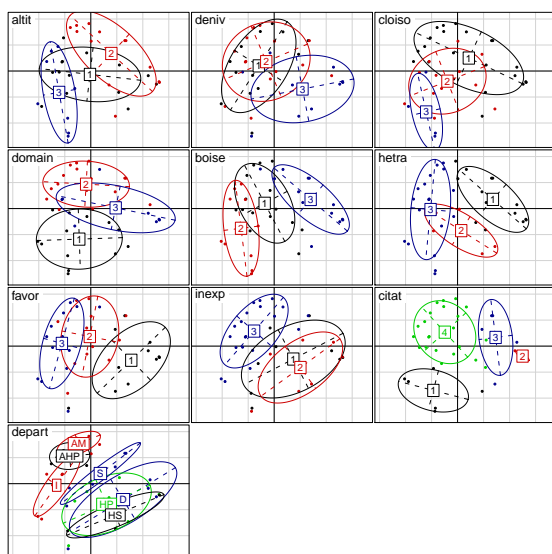 altit
2
1
3
deniv
1
2
3
cloiso
1
2
3
domain
2
3
1
boise
1
3
2
hetra
1
3
2
favor
2
3
1
inexp
3
1
2
citat
4
3
2
1
depart
AM
AHP
S
I
D
HP
HS